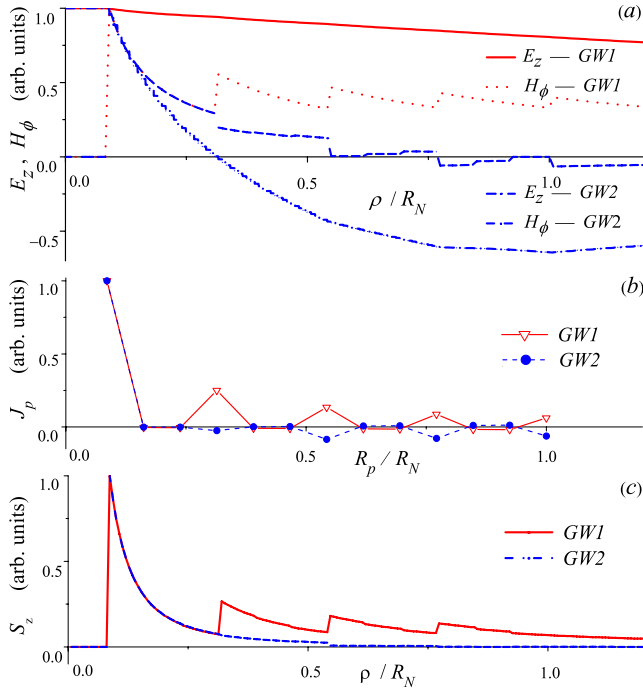 (a)
E_z , H_ϕ (arb. units)
1.0
0.5
0.0
−0.5
0.0
0.5
1.0
ρ / R_N
E_z — GW1
H_ϕ — GW1
E_z — GW2
H_ϕ — GW2
(b)
J_p (arb. units)
1.0
0.5
0.0
0.0
0.5
1.0
R_p / R_N
GW1
GW2
(c)
S_z (arb. units)
1.0
0.5
0.0
0.0
0.5
1.0
ρ / R_N
GW1
GW2